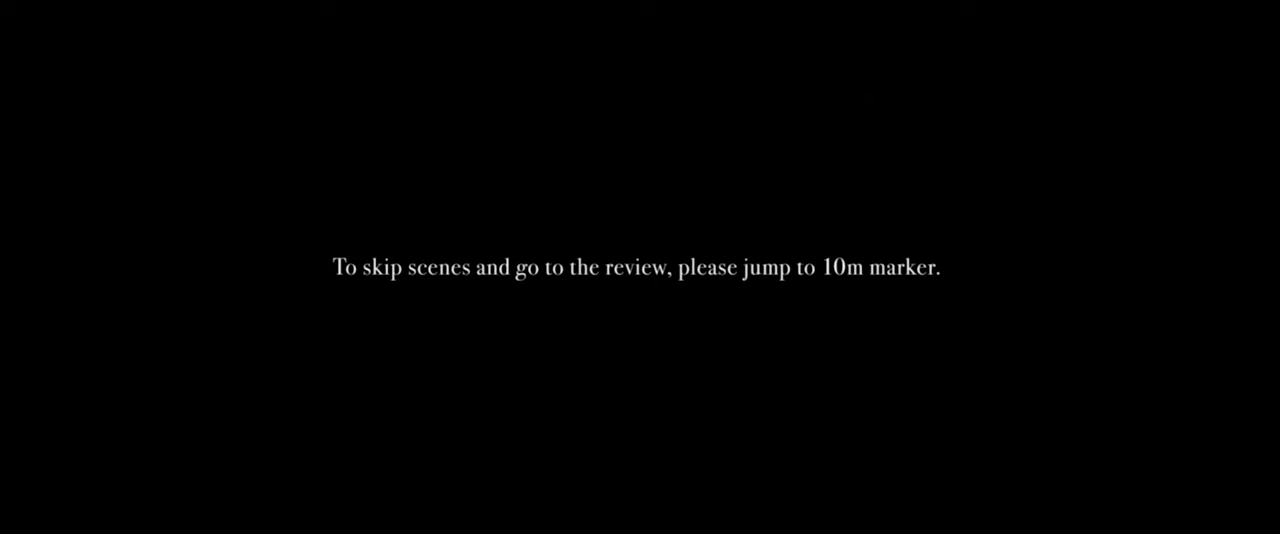 To skip scenes and go to the review, please jump to 10m marker.